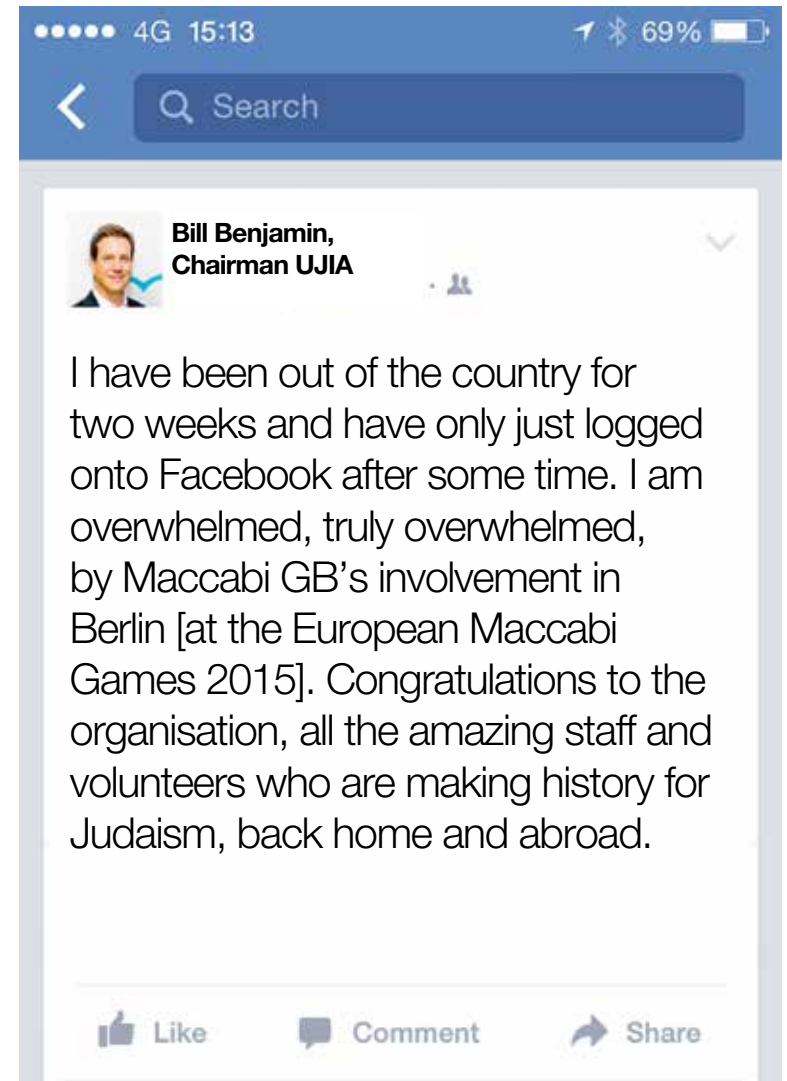 4G 15:13 69%
Search
Bill Benjamin,
Chairman UJIA
I have been out of the country for
two weeks and have only just logged
onto Facebook after some time. I am
overwhelmed, truly overwhelmed,
by Maccabi GB’s involvement in
Berlin [at the European Maccabi
Games 2015]. Congratulations to the
organisation, all the amazing staff and
volunteers who are making history for
Judaism, back home and abroad.
Like Comment Share